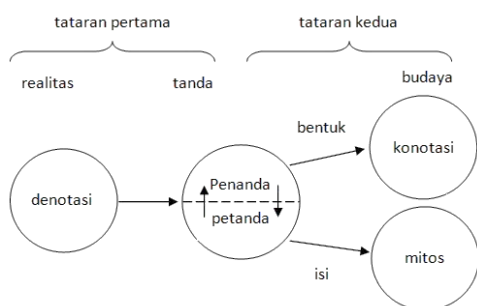 tataran pertama
tataran kedua
realitas
tanda
budaya
bentuk
konotasi
denotasi
Penanda
petanda
mitos
isi